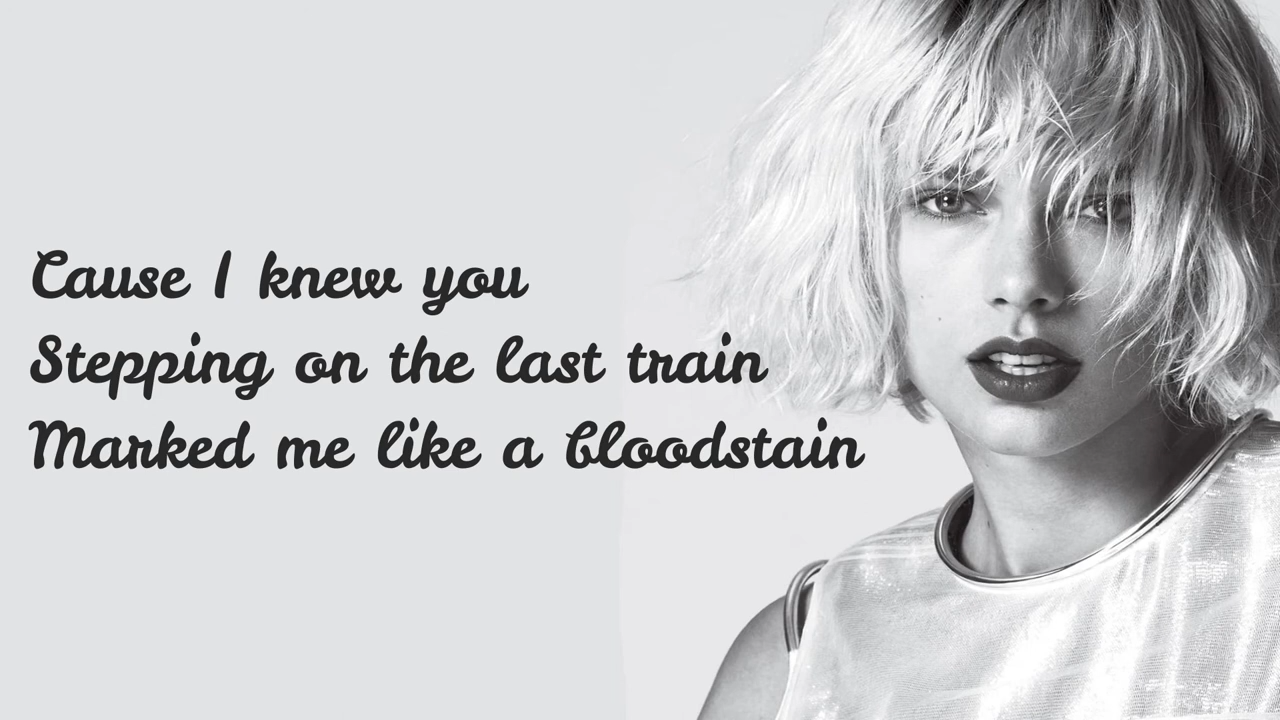 Cause I knew you
Stepping on the last train
Marked me like a bloodstain